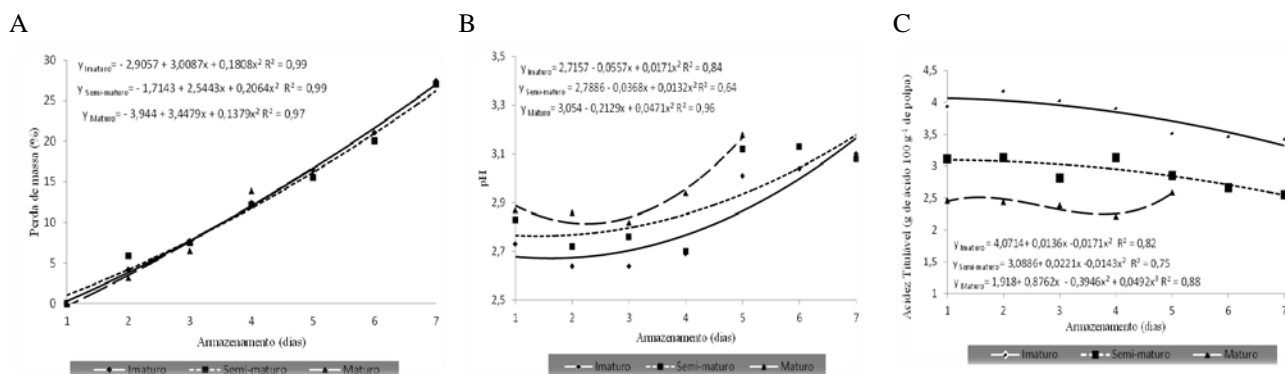 A
Perda de massa (%)
30
25
20
15
10
5
0
y Imaturo= - 2,9057 + 3,0087x + 0,1808x² R² = 0,99
y Semi-maturo= - 1,7143 + 2,5443x + 0,2064x² R² = 0,99
y Maturo= - 3,944 + 3,4479x + 0,1379x² R² = 0,97
1 2 3 4 5 6 7
Armazenamento (dias)
Imaturo Semi-maturo Maturo
B
pH
3,5
3,3
3,1
2,9
2,7
2,5
y Imaturo= 2,7157 - 0,0557x + 0,0171x² R² = 0,84
y Semi-maturo= 2,7886 - 0,0368x + 0,0132x² R² = 0,64
y Maturo= 3,054 - 0,2129x + 0,0471x² R² = 0,96
1 2 3 4 5 6 7
Armazenamento (dias)
Imaturo Semi-maturo Maturo
C
Acidez Titulável (g de ácido 100 g⁻¹ de polpa)
4,5
4
3,5
3
2,5
2
1,5
1
y Imaturo= 4,0714 + 0,0136x -0,0171x² R² = 0,82
y Semi-maturo= 3,0886+ 0,0221x -0,0143x² R² = 0,75
y Maturo= 1,918+ 0,8762x - 0,3946x² + 0,0492x³ R² = 0,88
1 2 3 4 5 6 7
Armazenamento (dias)
Imaturo Semi-maturo Maturo